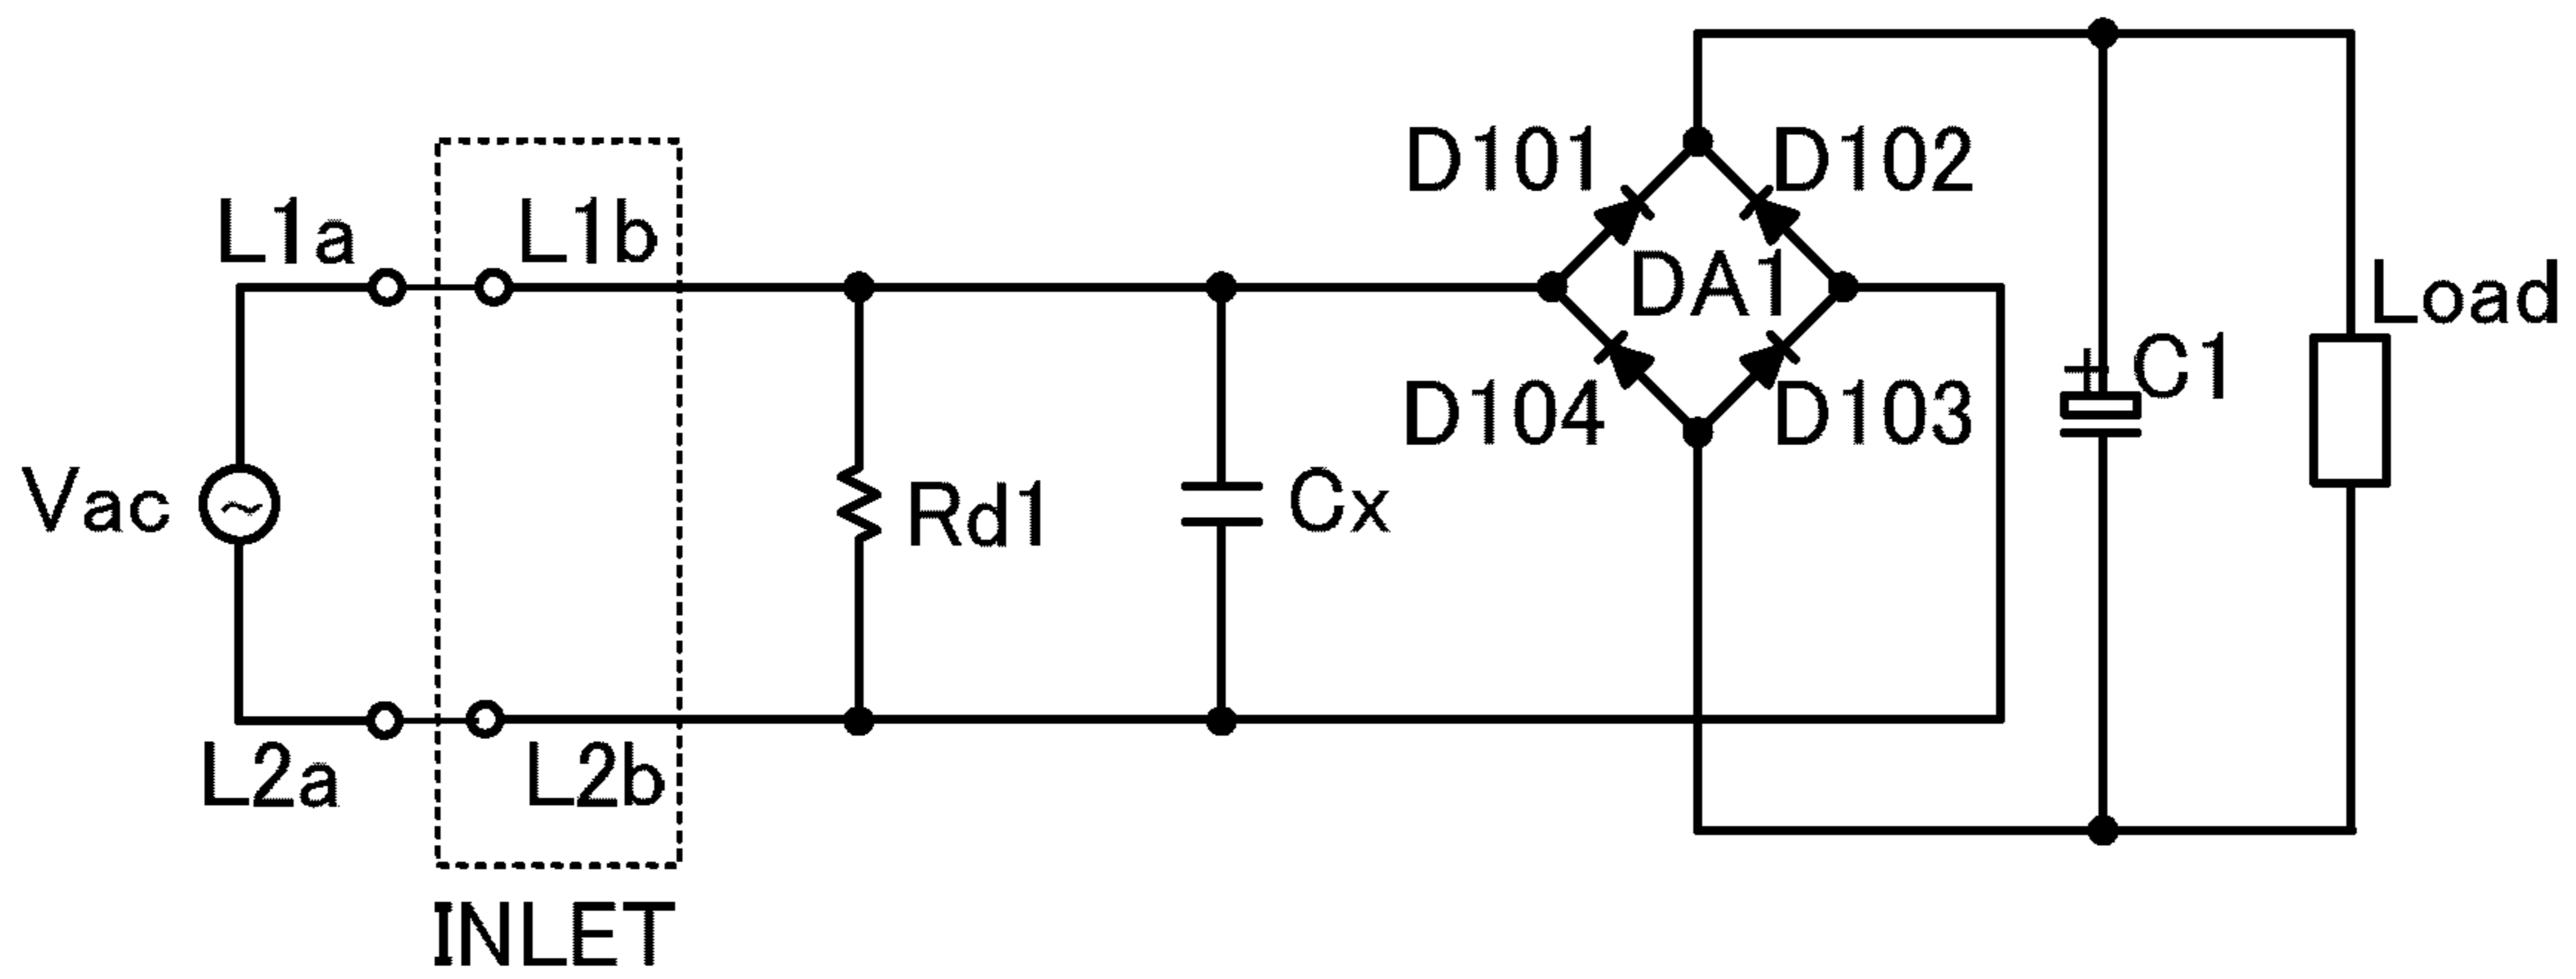 D101
D102
L1a
L1b
DA1
Load
+
C1
D104
D103
Vac
~
Rd1
Cx
L2a
L2b
INLET